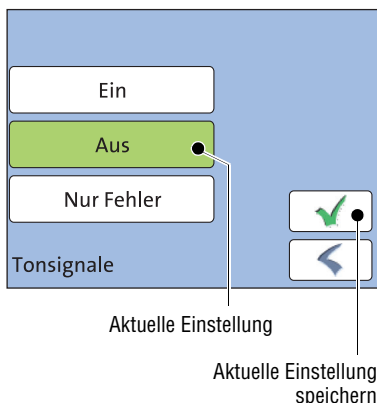 Ein
Aus
Nur Fehler
Tonsignale
Aktuelle Einstellung
Aktuelle Einstellung
speichern